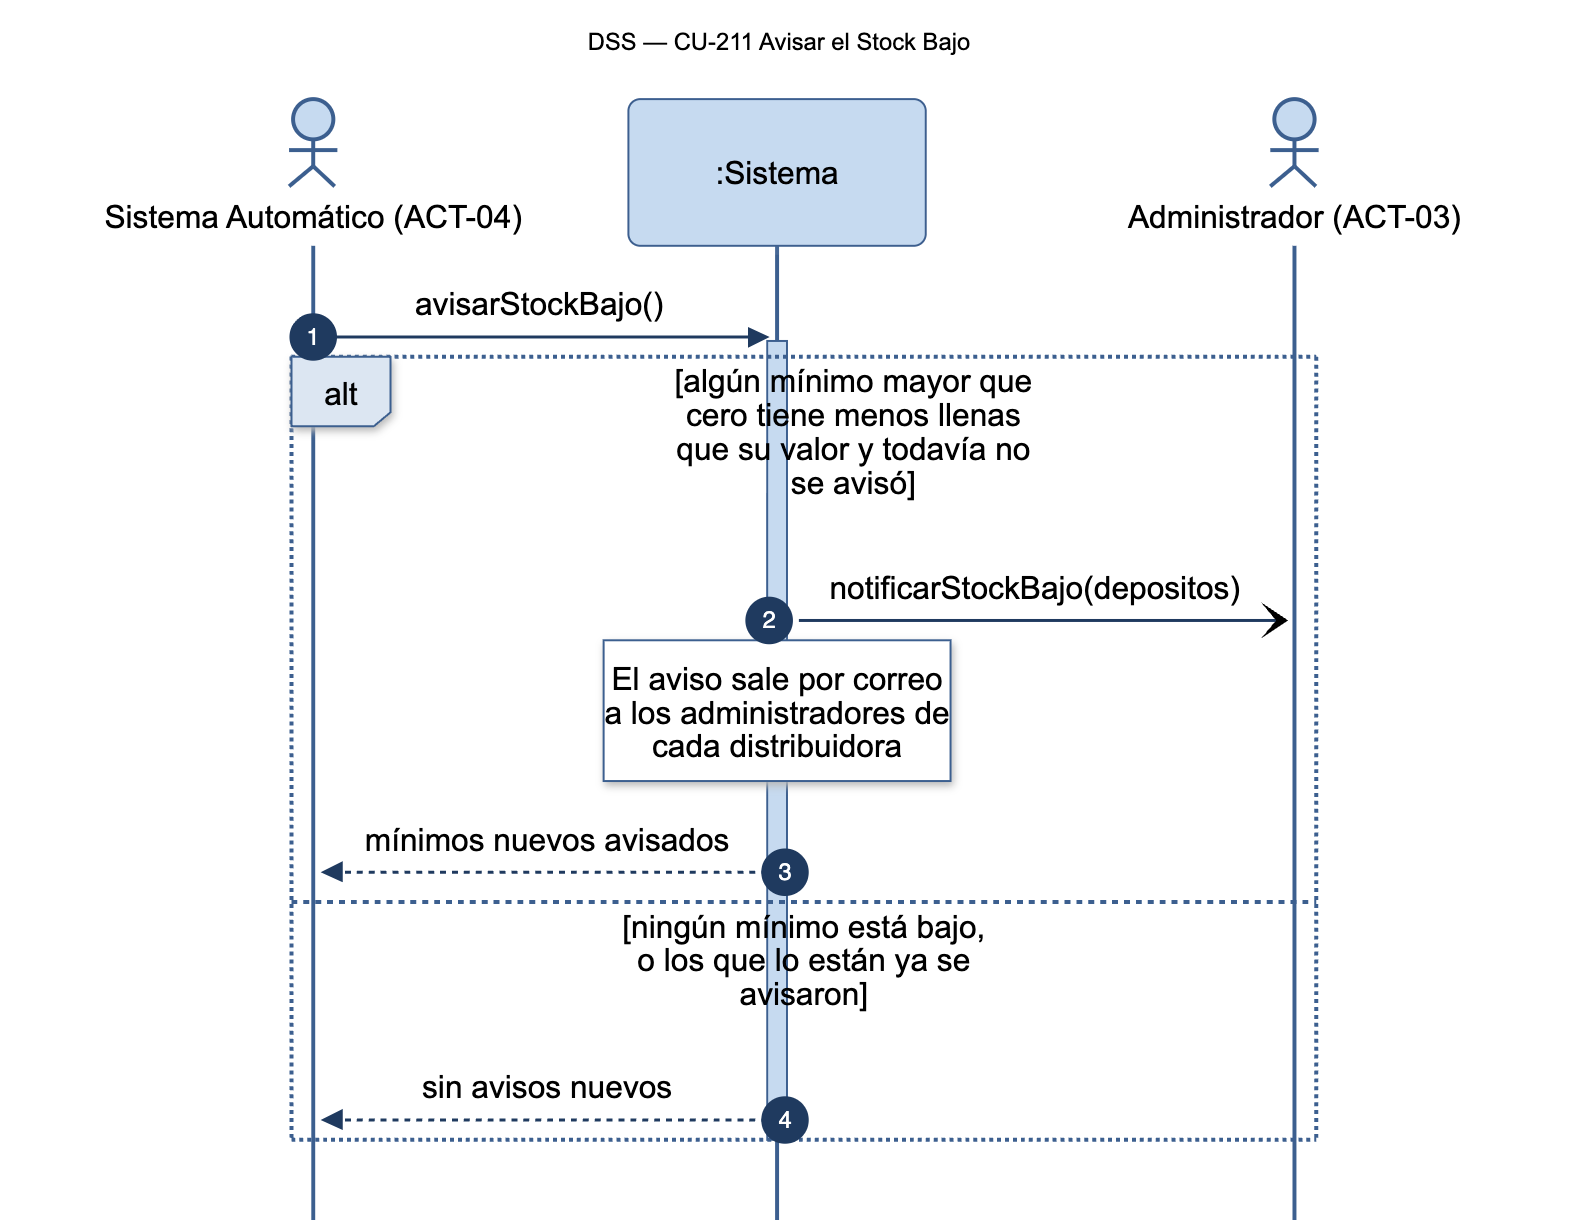 DSS — CU-211 Avisar el Stock Bajo
Sistema Automático (ACT-04)
:Sistema
Administrador (ACT-03)
avisarStockBajo()
1
alt
[algún mínimo mayor que
cero tiene menos llenas
que su valor y todavía no
se avisó]
notificarStockBajo(depositos)
2
El aviso sale por correo
a los administradores de
cada distribuidora
mínimos nuevos avisados
3
[ningún mínimo está bajo,
o los que lo están ya se
avisaron]
sin avisos nuevos
4